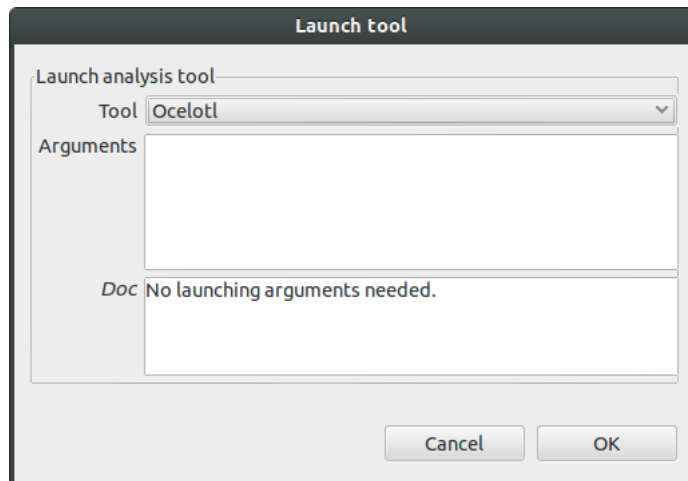 Launch tool
Launch analysis tool
Tool Ocelotl
Arguments
Doc No launching arguments needed.
Cancel OK